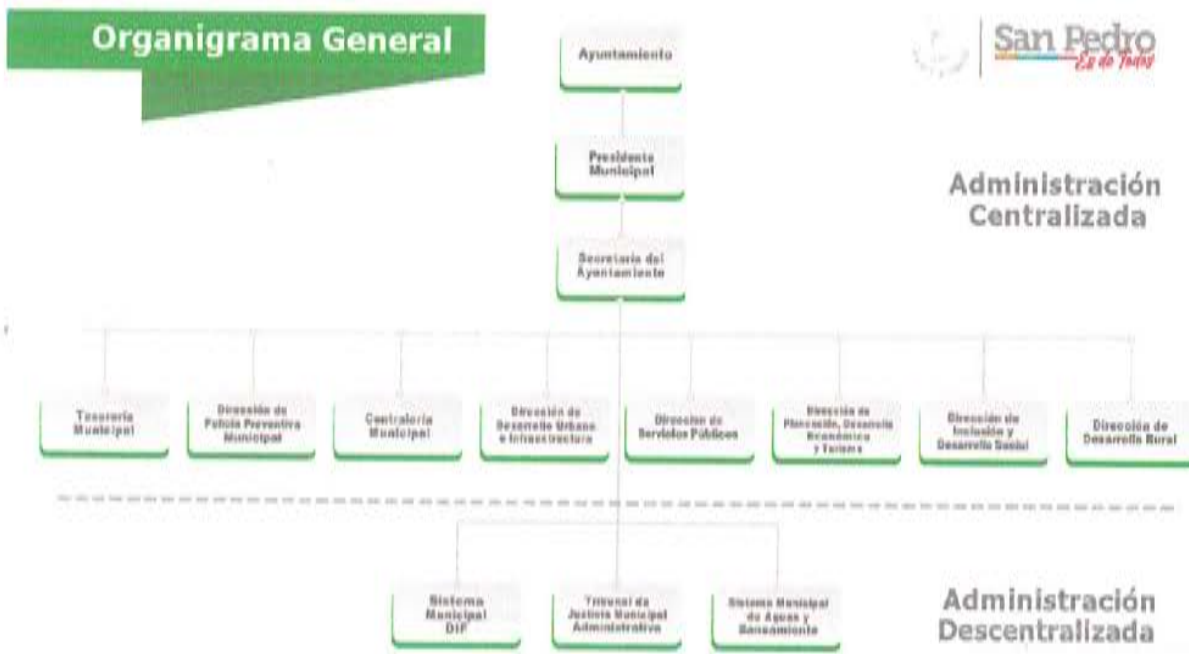 Organigrama General
San Pedro
Es de Todos
Ayuntamiento
Presidente
Municipal
Administración
Centralizada
Secretaría del
Ayuntamiento
Tesorería
Municipal
Dirección de
Policía Preventiva
Municipal
Contraloría
Municipal
Dirección de
Desarrollo Urbano
e Infraestructura
Dirección de
Servicios Públicos
Dirección de
Planeación, Desarrollo
Económico
y Turismo
Dirección de
Inclusión y
Desarrollo Social
Dirección de
Desarrollo Rural
Sistema
Municipal
DIF
Tribunal de
Justicia Municipal
Administrativa
Sistema Municipal
de Aguas y
Saneamiento
Administración
Descentralizada